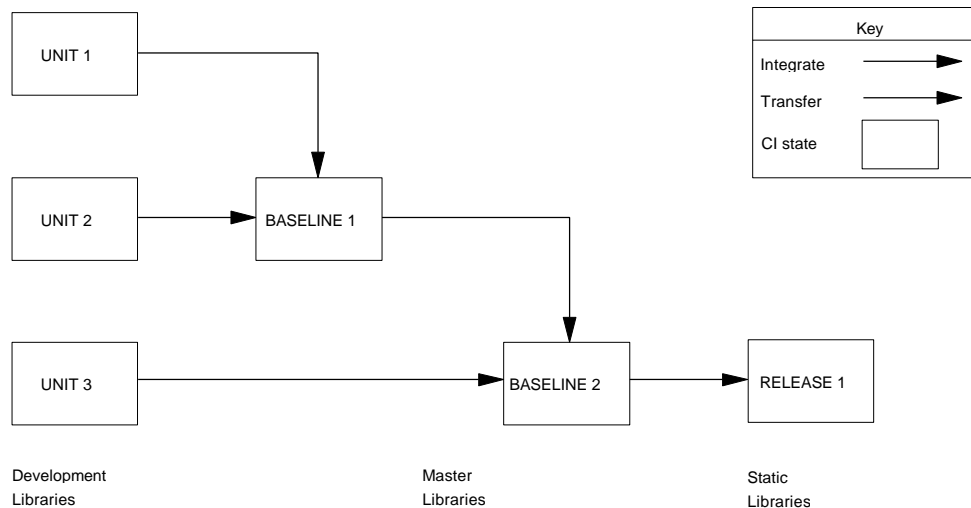 UNIT 1
Key
Integrate
Transfer
CI state
UNIT 2
BASELINE 1
UNIT 3
BASELINE 2
RELEASE 1
Development
Libraries
Master
Libraries
Static
Libraries